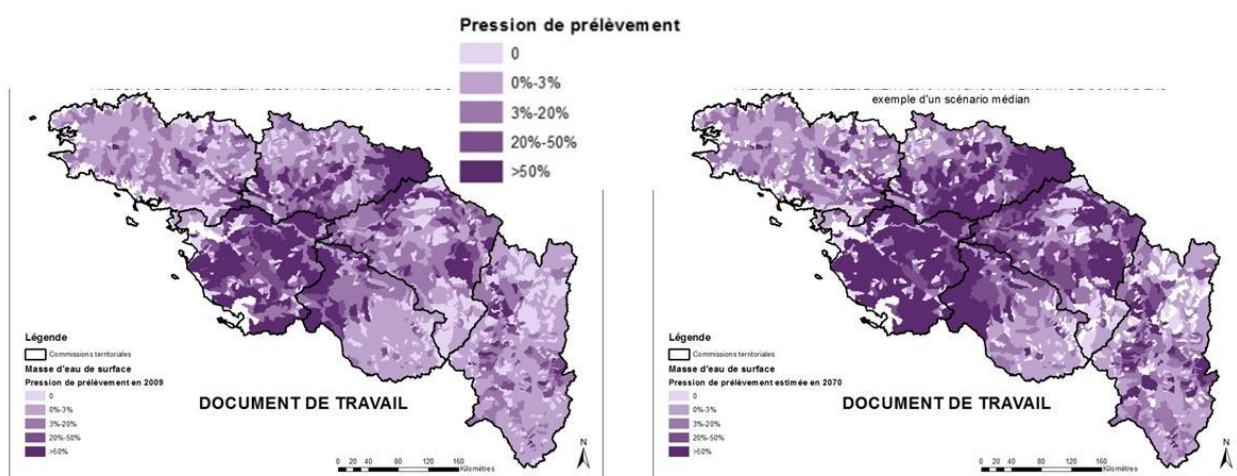 Pression de prélèvement
0
0%-3%
3%-20%
20%-50%
>50%
Légende
Commissions territoriales
Masse d'eau de surface
Pression de prélèvement en 2009
0
0%-3%
3%-20%
20%-50%
>50%
DOCUMENT DE TRAVAIL
0 20 40 80 120 160
Kilomètres
N
exemple d'un scénario médian
Légende
Commissions territoriales
Masse d'eau de surface
Pression de prélèvement estimée en 2070
0
0%-3%
3%-20%
20%-50%
>50%
DOCUMENT DE TRAVAIL
0 20 40 80 120 160
Kilomètres
N